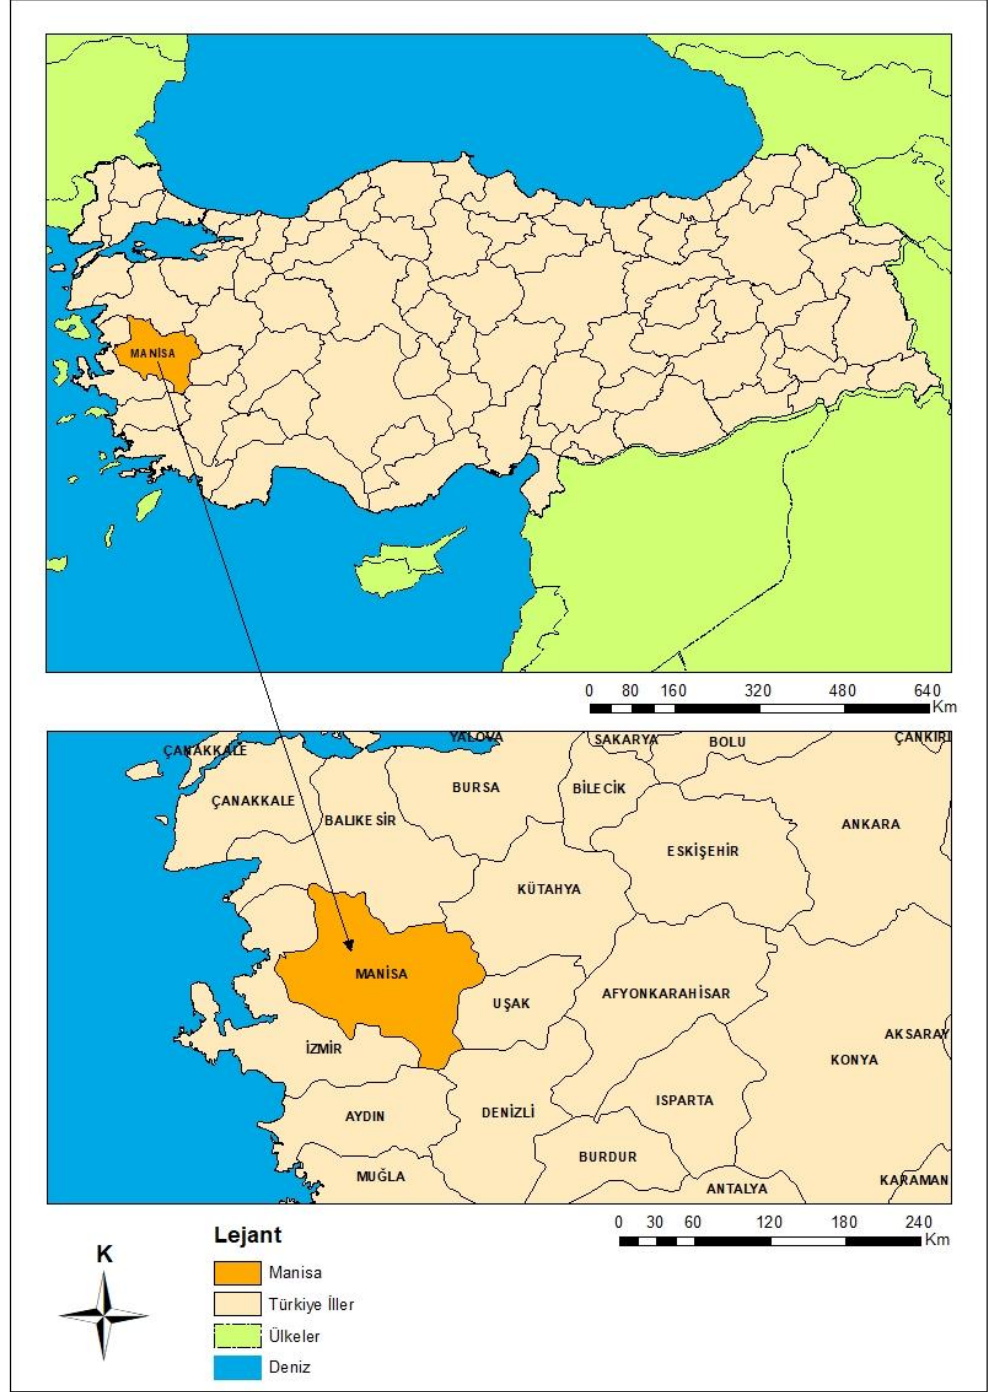 MANİSA
0 80 160 320 480 640
Km
YALOVA
SAKARYA
BOLU
ÇANKIRI
ÇANAKKALE
BURSA
BİLECİK
ÇANAKKALE
BALIKESİR
ANKARA
ESKİŞEHİR
KÜTAHYA
MANİSA
UŞAK
AFYONKARAHİSAR
AKSARAY
İZMİR
KONYA
ISPARTA
AYDIN
DENİZLİ
BURDUR
MUĞLA
ANTALYA
KARAMAN
0 30 60 120 180 240
Km
K
Lejant
Manisa
Türkiye İller
Ülkeler
Deniz